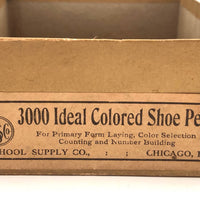 3000 Ideal Colored Shoe Pe
For Primary Form Laying, Color Selection
Counting and Number Building
HOOL SUPPLY CO., : : CHICAGO,